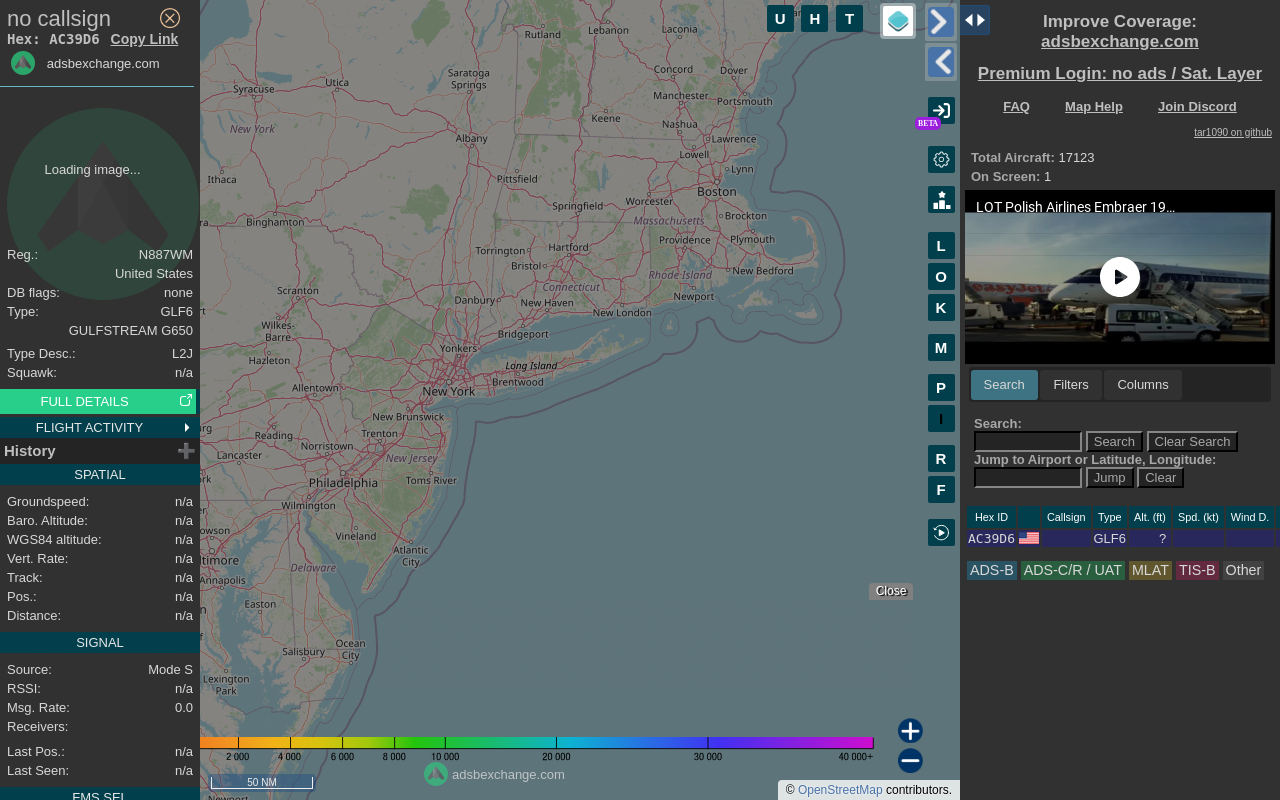 no callsign
Hex: AC39D6 Copy Link
adsbexchange.com
Loading image...
Reg.: N887WM
United States
DB flags: none
Type: GLF6
GULFSTREAM G650
Type Desc.: L2J
Squawk: n/a
FULL DETAILS
FLIGHT ACTIVITY
History
SPATIAL
Groundspeed: n/a
Baro. Altitude: n/a
WGS84 altitude: n/a
Vert. Rate: n/a
Track: n/a
Pos.: n/a
Distance: n/a
SIGNAL
Source: Mode S
RSSI: n/a
Msg. Rate: 0.0
Receivers:
Last Pos.: n/a
Last Seen: n/a
FMS SEL
Rutland
Lebanon
Laconia
Concord
Dover
Saratoga
Springs
Utica
Syracuse
Manchester
Portsmouth
Keene
Nashua
New York
Albany
Lawrence
Lowell
Lynn
Ithaca
Pittsfield
Boston
Worcester
Springfield
Binghamton
Massachusetts
Brockton
Providence
Plymouth
Torrington
Hartford
Bristol
Rhode Island
New Bedford
Connecticut
Scranton
Danbury
New Haven
Newport
New London
Wilkes-
Barre
Bridgeport
Yonkers
Hazleton
Long Island
Brentwood
Allentown
New York
New Brunswick
Reading
Trenton
Norristown
Lancaster
New Jersey
Toms River
Philadelphia
Wilmington
Vineland
Atlantic
City
Delaware
Annapolis
Easton
Ocean
City
Salisbury
Lexington
Park
Newport
2 000
4 000
6 000
8 000
10 000
20 000
30 000
40 000+
50 NM
adsbexchange.com
© OpenStreetMap contributors.
U H T
BETA
L
O
K
M
P
I
R
F
Close
Improve Coverage:
adsbexchange.com
Premium Login: no ads / Sat. Layer
FAQ Map Help Join Discord
tar1090 on github
Total Aircraft: 17123
On Screen: 1
LOT Polish Airlines Embraer 19...
easyJet
Search Filters Columns
Search:
Search Clear Search
Jump to Airport or Latitude, Longitude:
Jump Clear
Hex ID Callsign Type Alt. (ft) Spd. (kt) Wind D.
AC39D6 GLF6 ?
ADS-B ADS-C/R / UAT MLAT TIS-B Other